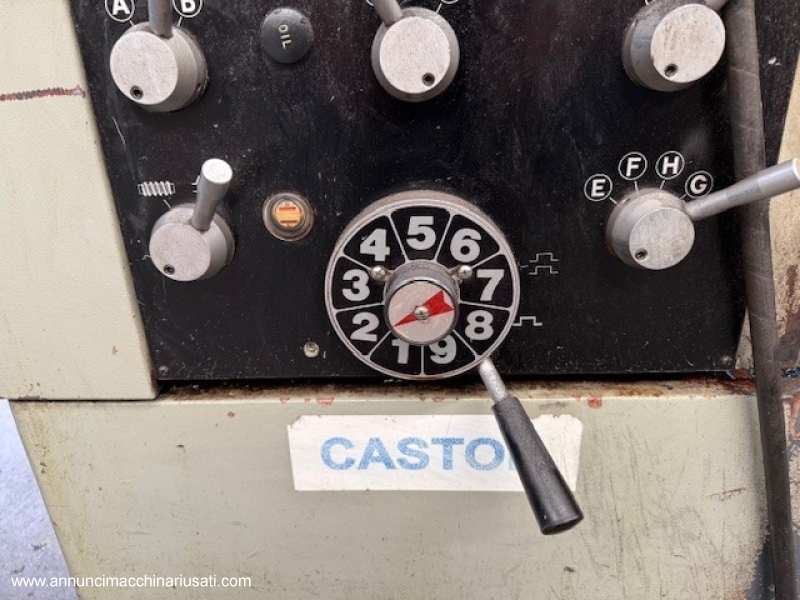 A B
OIL
E F H G
1 2 3 4 5 6 7 8 9
CASTO
www.annuncimacchinariusati.com